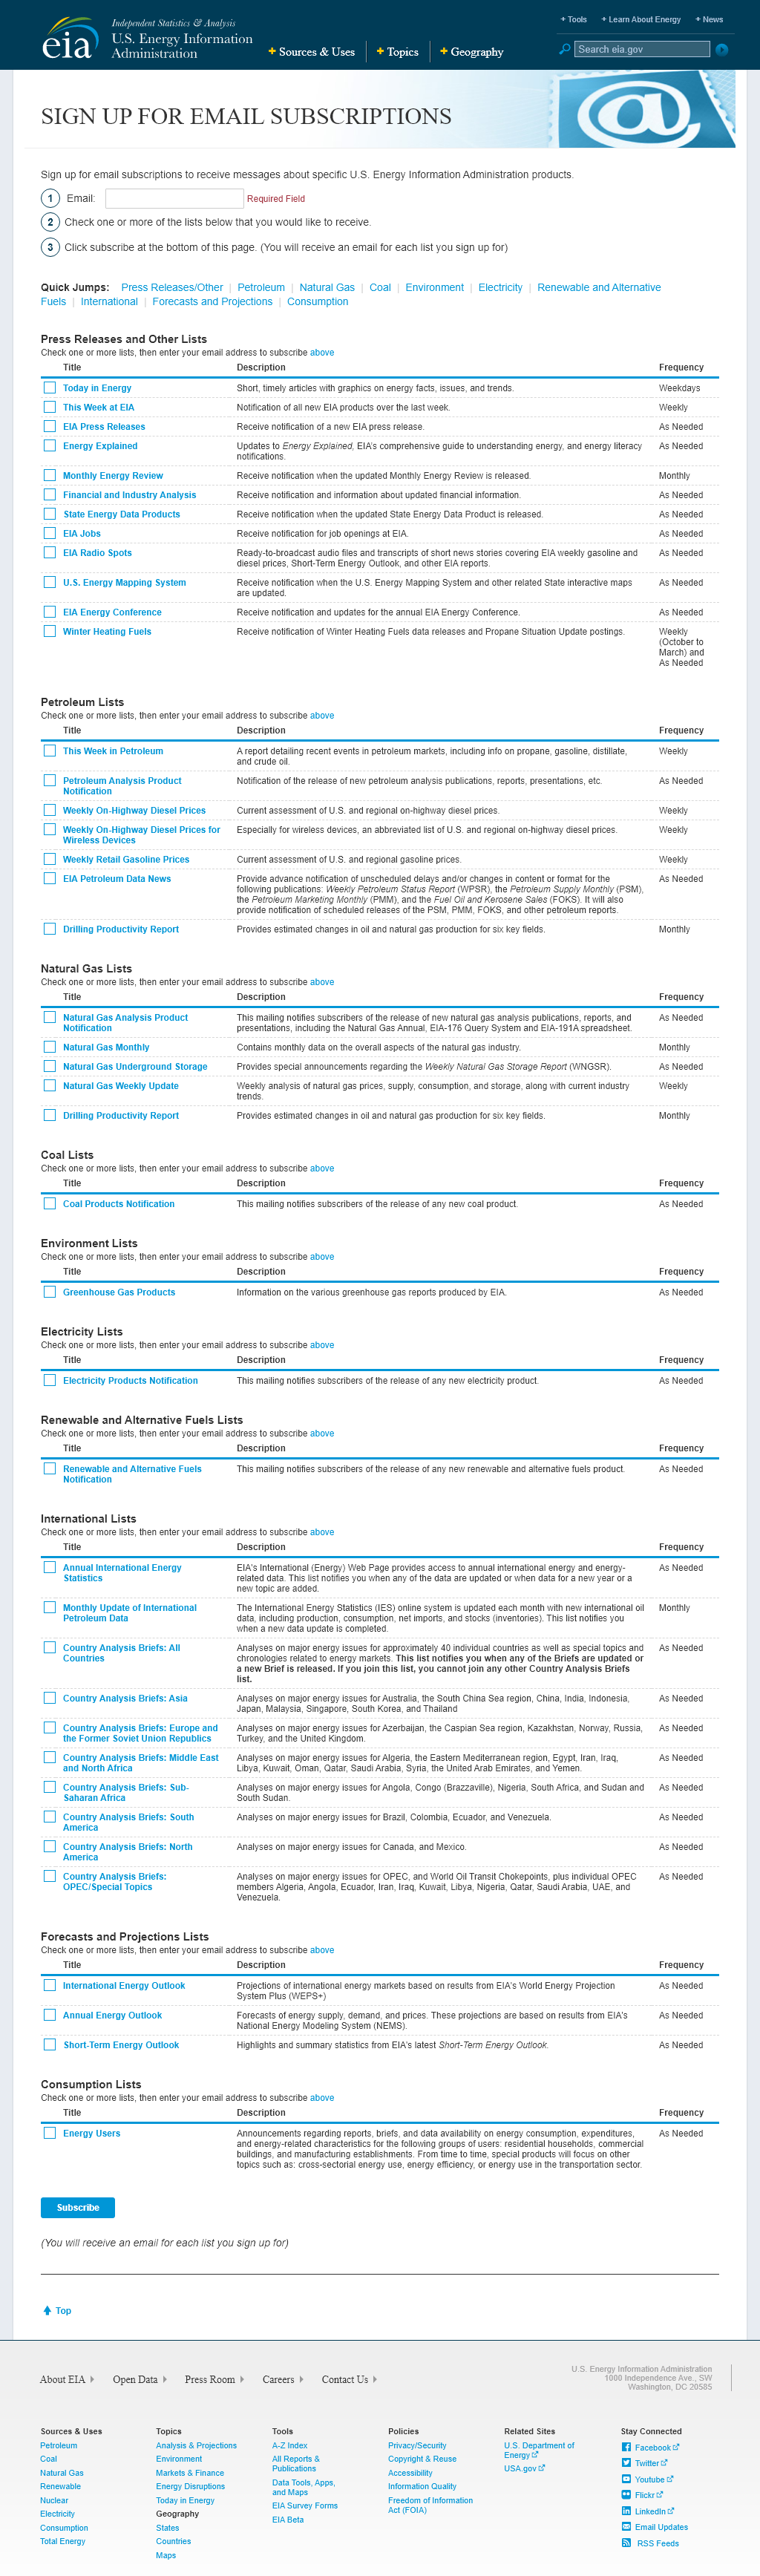 Independent Statistics & Analysis
eia U.S. Energy Information
Administration
+ Sources & Uses
+ Topics
+ Geography
+ Tools
+ Learn About Energy
+ News
Search eia.gov
SIGN UP FOR EMAIL SUBSCRIPTIONS
Sign up for email subscriptions to receive messages about specific U.S. Energy Information Administration products.
1 Email: Required Field
2 Check one or more of the lists below that you would like to receive.
3 Click subscribe at the bottom of this page. (You will receive an email for each list you sign up for)
Quick Jumps: Press Releases/Other | Petroleum | Natural Gas | Coal | Environment | Electricity | Renewable and Alternative
Fuels | International | Forecasts and Projections | Consumption
Press Releases and Other Lists
Check one or more lists, then enter your email address to subscribe above
Title Description Frequency
Today in Energy Short, timely articles with graphics on energy facts, issues, and trends. Weekdays
This Week at EIA Notification of all new EIA products over the last week. Weekly
EIA Press Releases Receive notification of a new EIA press release. As Needed
Energy Explained Updates to Energy Explained, EIA's comprehensive guide to understanding energy, and energy literacy As Needed
notifications.
Monthly Energy Review Receive notification when the updated Monthly Energy Review is released. Monthly
Financial and Industry Analysis Receive notification and information about updated financial information. As Needed
State Energy Data Products Receive notification when the updated State Energy Data Product is released. As Needed
EIA Jobs Receive notification for job openings at EIA. As Needed
EIA Radio Spots Ready-to-broadcast audio files and transcripts of short news stories covering EIA weekly gasoline and As Needed
diesel prices, Short-Term Energy Outlook, and other EIA reports.
U.S. Energy Mapping System Receive notification when the U.S. Energy Mapping System and other related State interactive maps As Needed
are updated.
EIA Energy Conference Receive notification and updates for the annual EIA Energy Conference. As Needed
Winter Heating Fuels Receive notification of Winter Heating Fuels data releases and Propane Situation Update postings. Weekly
(October to
March) and
As Needed
Petroleum Lists
Check one or more lists, then enter your email address to subscribe above
Title Description Frequency
This Week in Petroleum A report detailing recent events in petroleum markets, including info on propane, gasoline, distillate, Weekly
and crude oil.
Petroleum Analysis Product Notification of the release of new petroleum analysis publications, reports, presentations, etc. As Needed
Notification
Weekly On-Highway Diesel Prices Current assessment of U.S. and regional on-highway diesel prices. Weekly
Weekly On-Highway Diesel Prices for Especially for wireless devices, an abbreviated list of U.S. and regional on-highway diesel prices. Weekly
Wireless Devices
Weekly Retail Gasoline Prices Current assessment of U.S. and regional gasoline prices. Weekly
EIA Petroleum Data News Provide advance notification of unscheduled delays and/or changes in content or format for the As Needed
following publications: Weekly Petroleum Status Report (WPSR), the Petroleum Supply Monthly (PSM),
the Petroleum Marketing Monthly (PMM), and the Fuel Oil and Kerosene Sales (FOKS). It will also
provide notification of scheduled releases of the PSM, PMM, FOKS, and other petroleum reports.
Drilling Productivity Report Provides estimated changes in oil and natural gas production for six key fields. Monthly
Natural Gas Lists
Check one or more lists, then enter your email address to subscribe above
Title Description Frequency
Natural Gas Analysis Product This mailing notifies subscribers of the release of new natural gas analysis publications, reports, and As Needed
Notification presentations, including the Natural Gas Annual, EIA-176 Query System and EIA-191A spreadsheet.
Natural Gas Monthly Contains monthly data on the overall aspects of the natural gas industry. Monthly
Natural Gas Underground Storage Provides special announcements regarding the Weekly Natural Gas Storage Report (WNGSR). As Needed
Natural Gas Weekly Update Weekly analysis of natural gas prices, supply, consumption, and storage, along with current industry Weekly
trends.
Drilling Productivity Report Provides estimated changes in oil and natural gas production for six key fields. Monthly
Coal Lists
Check one or more lists, then enter your email address to subscribe above
Title Description Frequency
Coal Products Notification This mailing notifies subscribers of the release of any new coal product. As Needed
Environment Lists
Check one or more lists, then enter your email address to subscribe above
Title Description Frequency
Greenhouse Gas Products Information on the various greenhouse gas reports produced by EIA. As Needed
Electricity Lists
Check one or more lists, then enter your email address to subscribe above
Title Description Frequency
Electricity Products Notification This mailing notifies subscribers of the release of any new electricity product. As Needed
Renewable and Alternative Fuels Lists
Check one or more lists, then enter your email address to subscribe above
Title Description Frequency
Renewable and Alternative Fuels This mailing notifies subscribers of the release of any new renewable and alternative fuels product. As Needed
Notification
International Lists
Check one or more lists, then enter your email address to subscribe above
Title Description Frequency
Annual International Energy EIA's International (Energy) Web Page provides access to annual international energy and energy- As Needed
Statistics related data. This list notifies you when any of the data are updated or when data for a new year or a
new topic are added.
Monthly Update of International The International Energy Statistics (IES) online system is updated each month with new international oil Monthly
Petroleum Data data, including production, consumption, net imports, and stocks (inventories). This list notifies you
when a new data update is completed.
Country Analysis Briefs: All Analyses on major energy issues for approximately 40 individual countries as well as special topics and As Needed
Countries chronologies related to energy markets. This list notifies you when any of the Briefs are updated or
a new Brief is released. If you join this list, you cannot join any other Country Analysis Briefs
list.
Country Analysis Briefs: Asia Analyses on major energy issues for Australia, the South China Sea region, China, India, Indonesia, As Needed
Japan, Malaysia, Singapore, South Korea, and Thailand
Country Analysis Briefs: Europe and Analyses on major energy issues for Azerbaijan, the Caspian Sea region, Kazakhstan, Norway, Russia, As Needed
the Former Soviet Union Republics Turkey, and the United Kingdom.
Country Analysis Briefs: Middle East Analyses on major energy issues for Algeria, the Eastern Mediterranean region, Egypt, Iran, Iraq, As Needed
and North Africa Libya, Kuwait, Oman, Qatar, Saudi Arabia, Syria, the United Arab Emirates, and Yemen.
Country Analysis Briefs: Sub- Analyses on major energy issues for Angola, Congo (Brazzaville), Nigeria, South Africa, and Sudan and As Needed
Saharan Africa South Sudan.
Country Analysis Briefs: South Analyses on major energy issues for Brazil, Colombia, Ecuador, and Venezuela. As Needed
America
Country Analysis Briefs: North Analyses on major energy issues for Canada, and Mexico. As Needed
America
Country Analysis Briefs: Analyses on major energy issues for OPEC, and World Oil Transit Chokepoints, plus individual OPEC As Needed
OPEC/Special Topics members Algeria, Angola, Ecuador, Iran, Iraq, Kuwait, Libya, Nigeria, Qatar, Saudi Arabia, UAE, and
Venezuela.
Forecasts and Projections Lists
Check one or more lists, then enter your email address to subscribe above
Title Description Frequency
International Energy Outlook Projections of international energy markets based on results from EIA's World Energy Projection As Needed
System Plus (WEPS+)
Annual Energy Outlook Forecasts of energy supply, demand, and prices. These projections are based on results from EIA's As Needed
National Energy Modeling System (NEMS).
Short-Term Energy Outlook Highlights and summary statistics from EIA's latest Short-Term Energy Outlook. As Needed
Consumption Lists
Check one or more lists, then enter your email address to subscribe above
Title Description Frequency
Energy Users Announcements regarding reports, briefs, and data availability on energy consumption, expenditures, As Needed
and energy-related characteristics for the following groups of users: residential households, commercial
buildings, and manufacturing establishments. From time to time, special products will focus on other
topics such as: cross-sectorial energy use, energy efficiency, or energy use in the transportation sector.
Subscribe
(You will receive an email for each list you sign up for)
Top
About EIA
Open Data
Press Room
Careers
Contact Us
U.S. Energy Information Administration
1000 Independence Ave., SW
Washington, DC 20585
Sources & Uses
Petroleum
Coal
Natural Gas
Renewable
Nuclear
Electricity
Consumption
Total Energy
Topics
Analysis & Projections
Environment
Markets & Finance
Energy Disruptions
Today in Energy
Geography
States
Countries
Maps
Tools
A-Z Index
All Reports &
Publications
Data Tools, Apps,
and Maps
EIA Survey Forms
EIA Beta
Policies
Privacy/Security
Copyright & Reuse
Accessibility
Information Quality
Freedom of Information
Act (FOIA)
Related Sites
U.S. Department of
Energy
USA.gov
Stay Connected
Facebook
Twitter
Youtube
Flickr
LinkedIn
Email Updates
RSS Feeds